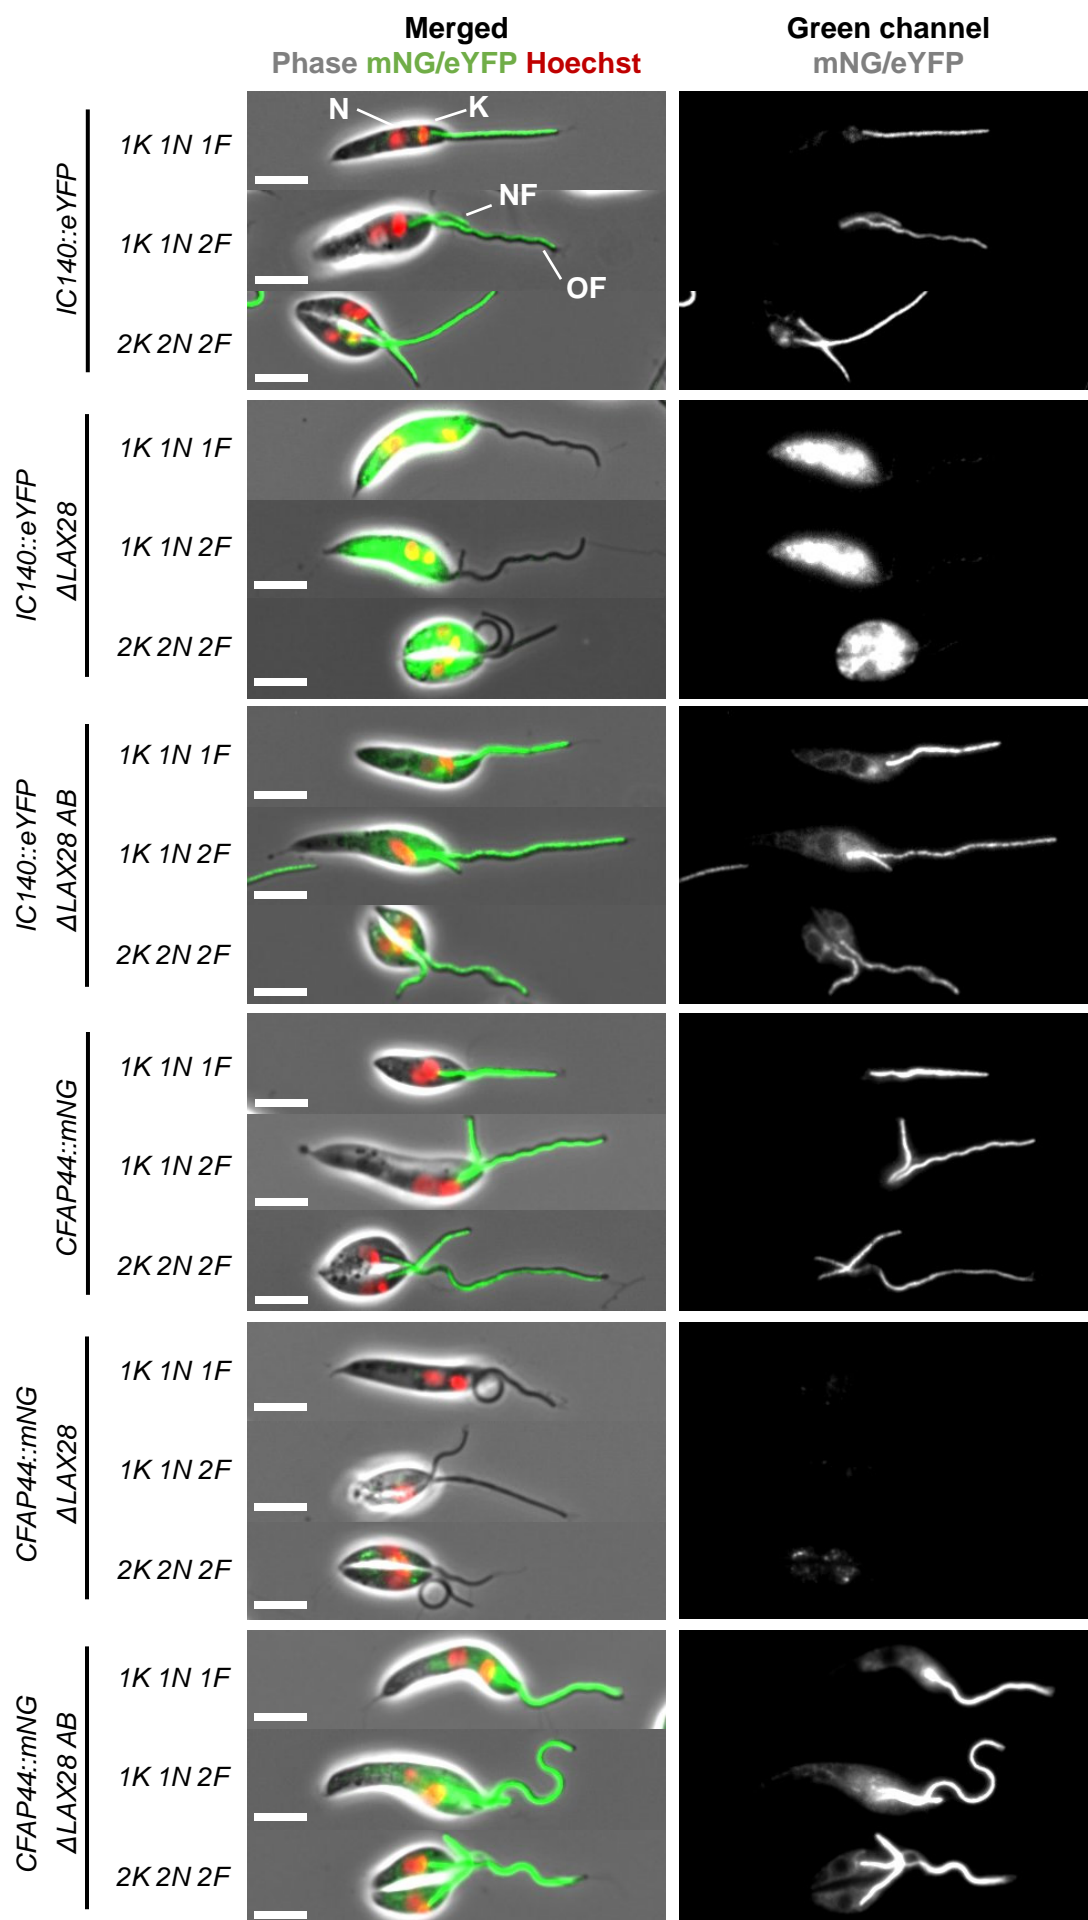 Merged
Green channel
Phase mNG/eYFP Hoechst
mNG/eYFP
IC140::eYFP
1K 1N 1F
N
K
1K 1N 2F
NF
OF
2K 2N 2F
IC140::eYFP
ΔLAX28
1K 1N 1F
1K 1N 2F
2K 2N 2F
IC140::eYFP
ΔLAX28 AB
1K 1N 1F
1K 1N 2F
2K 2N 2F
CFAP44::mNG
1K 1N 1F
1K 1N 2F
2K 2N 2F
CFAP44::mNG
ΔLAX28
1K 1N 1F
1K 1N 2F
2K 2N 2F
CFAP44::mNG
ΔLAX28 AB
1K 1N 1F
1K 1N 2F
2K 2N 2F